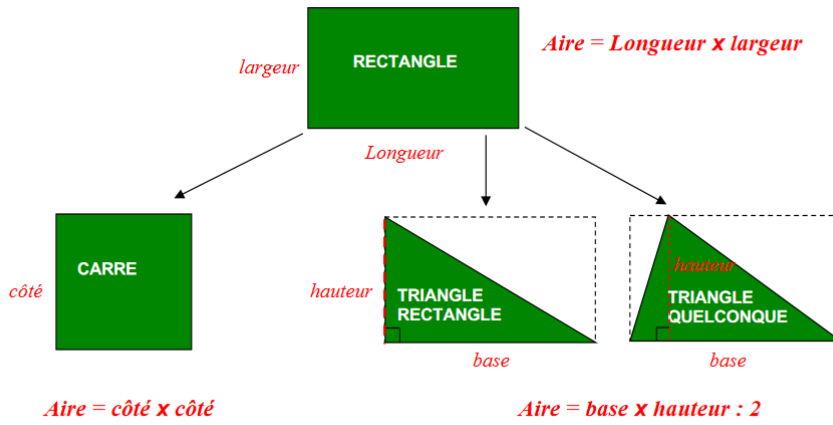 RECTANGLE
Aire = Longueur x largeur
largeur
Longueur
CARRE
côté
hauteur
TRIANGLE
RECTANGLE
base
hauteur
TRIANGLE
QUELCONQUE
base
Aire = côté x côté
Aire = base x hauteur : 2